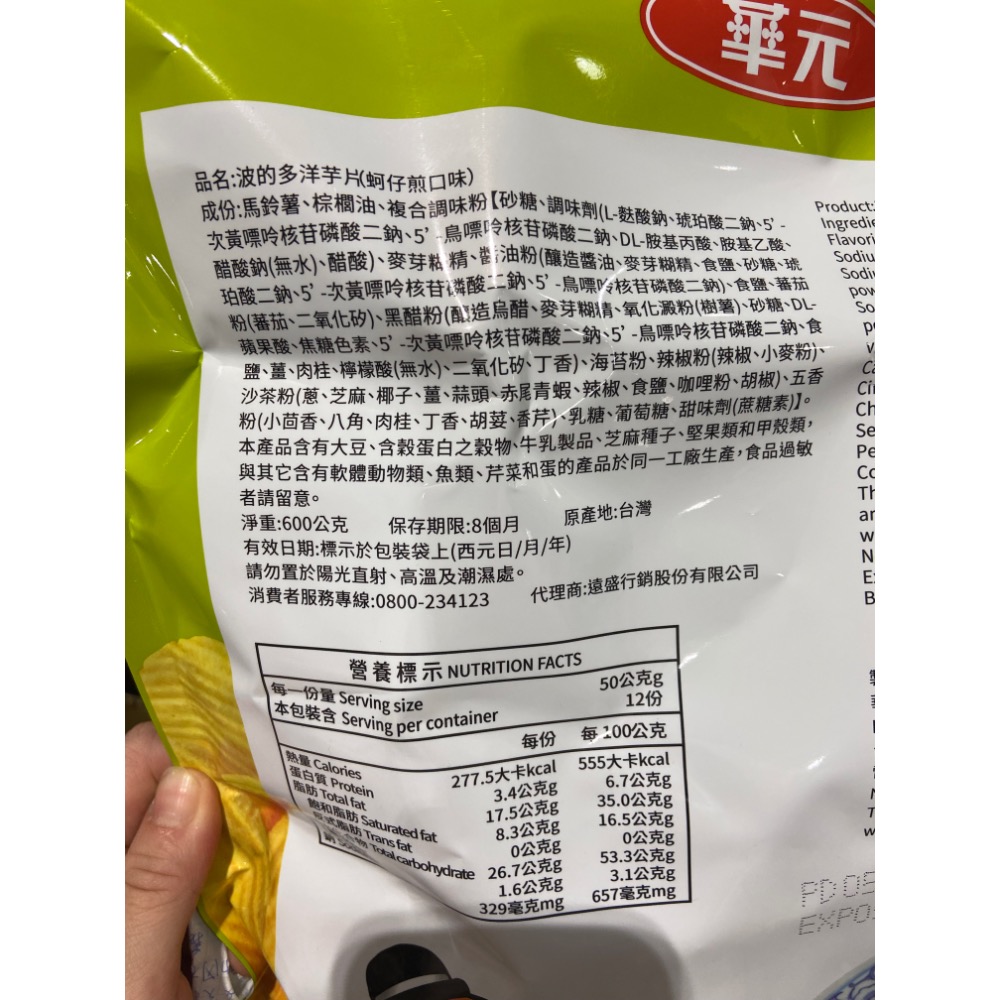 華元
品名:波的多洋芋片(蚵仔煎口味)
成份:馬鈴薯、棕櫚油、複合調味粉【砂糖、調味劑(L-麩酸鈉、琥珀酸二鈉、5'-
次黃嘌呤核苷磷酸二鈉、5'-鳥嘌呤核苷磷酸二鈉、DL-胺基丙酸、胺基乙酸、
醋酸鈉(無水)、醋酸)、麥芽糊精、醬油粉(釀造醬油、麥芽糊精、食鹽、砂糖、琥
珀酸二鈉、5'-次黃嘌呤核苷磷酸二鈉、5'-鳥嘌呤核苷磷酸二鈉)、食鹽、蕃茄
粉(蕃茄、二氧化矽)、黑醋粉(釀造烏醋、麥芽糊精、氧化澱粉(樹薯)、砂糖、DL-
蘋果酸、焦糖色素、5'-次黃嘌呤核苷磷酸二鈉、5'-鳥嘌呤核苷磷酸二鈉、食
鹽、薑、肉桂、檸檬酸(無水)、二氧化矽、丁香)、海苔粉、辣椒粉(辣椒、小麥粉)、
沙茶粉(蔥、芝麻、椰子、薑、蒜頭、赤尾青蝦、辣椒、食鹽、咖哩粉、胡椒)、五香
粉(小茴香、八角、肉桂、丁香、胡荽、香芹)、乳糖、葡萄糖、甜味劑(蔗糖素)】。
本產品含有大豆、含穀蛋白之穀物、牛乳製品、芝麻種子、堅果類和甲殼類,
與其它含有軟體動物類、魚類、芹菜和蛋的產品於同一工廠生產,食品過敏
者請留意。
淨重:600公克 保存期限:8個月 原產地:台灣
有效日期:標示於包裝袋上(西元日/月/年)
請勿置於陽光直射、高溫及潮濕處。
消費者服務專線:0800-234123 代理商:遠盛行銷股份有限公司
營養標示 NUTRITION FACTS
每一份量 Serving size 50公克g
本包裝含 Serving per container 12份
每份 每 100公克
熱量 Calories 277.5大卡kcal 555大卡kcal
蛋白質 Protein 3.4公克g 6.7公克g
脂肪 Total fat 17.5公克g 35.0公克g
飽和脂肪 Saturated fat 8.3公克g 16.5公克g
脂肪 Trans fat 0公克g 0公克g
Total carbohydrate 26.7公克g 53.3公克g
1.6公克g 3.1公克g
329毫克mg 657毫克mg
Product:
Ingredie
Flavori
Sodiu
Sodi
pow
So
Ch
Se
Pe
Co
Th
ar
w
N
E
B
PD 05
EXPO